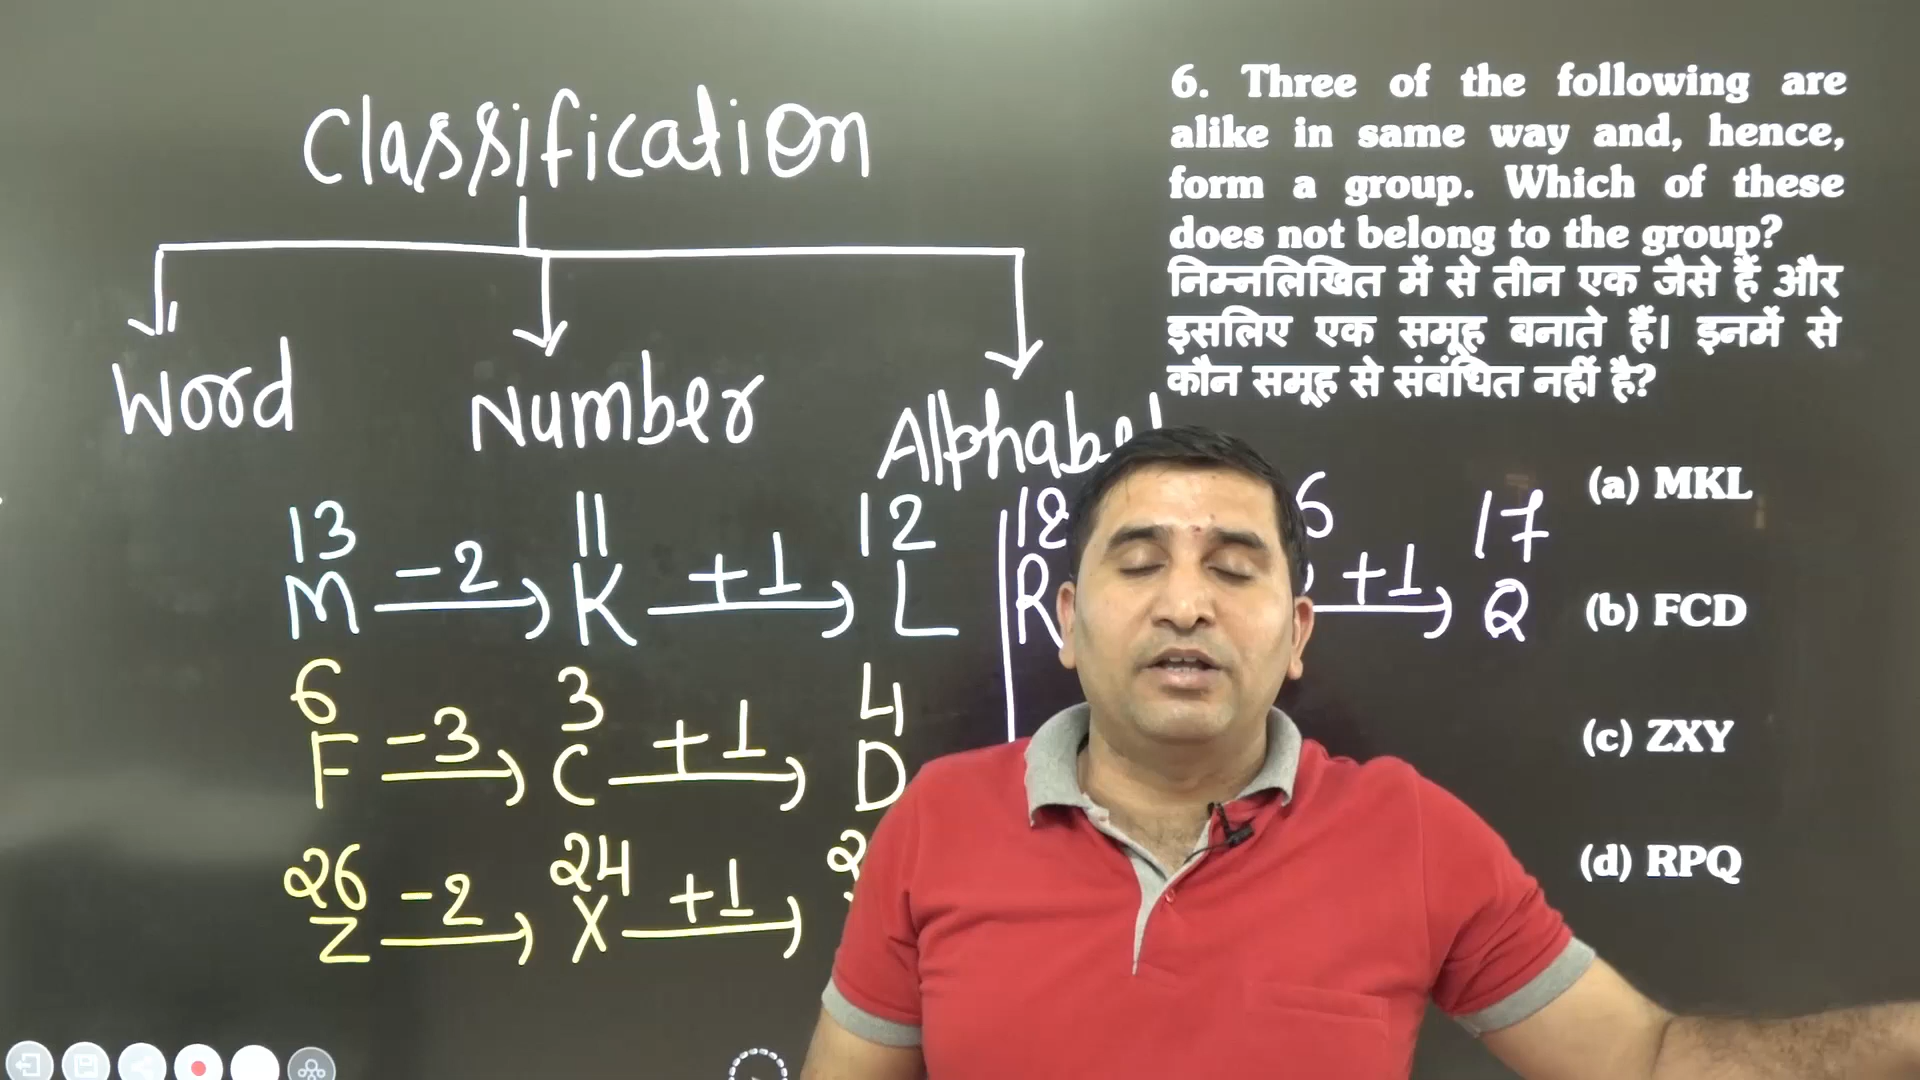 Classification
Word Number
6. Three of the following are
alike in same way and, hence,
form a group. Which of these
does not belong to the group?
निम्नलिखित में से तीन एक जैसे हैं और
इसलिए एक समूह बनाते हैं। इनमें से
कौन समूह से संबंधित नहीं है?
(a) MKL
(b) FCD
(c) ZXY
(d) RPQ
13 11 12 18 17
M -2 K +1 L R +1 Q
6 3 4
F -3 C +1 D
26 24
Z -2 X +1